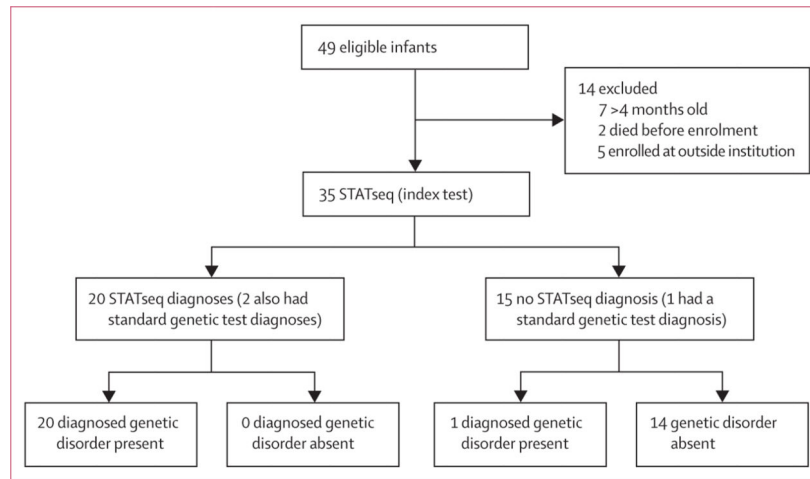 49 eligible infants
14 excluded
7 >4 months old
2 died before enrolment
5 enrolled at outside institution
35 STATseq (index test)
20 STATseq diagnoses (2 also had
standard genetic test diagnoses)
15 no STATseq diagnosis (1 had a
standard genetic test diagnosis)
20 diagnosed genetic
disorder present
0 diagnosed genetic
disorder absent
1 diagnosed genetic
disorder present
14 genetic disorder
absent